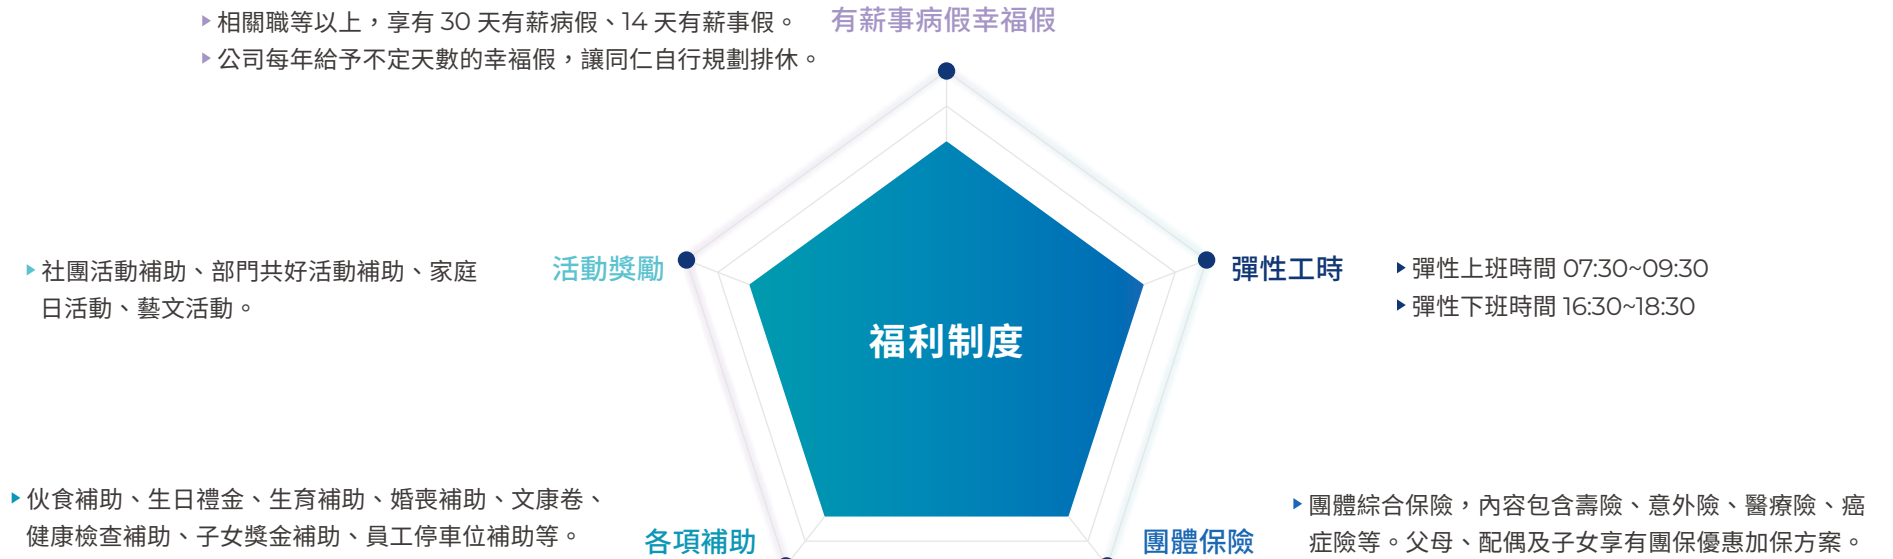 有薪事病假幸福假
相關職等以上，享有 30 天有薪病假、14 天有薪事假。
公司每年給予不定天數的幸福假，讓同仁自行規劃排休。
活動獎勵
社團活動補助、部門共好活動補助、家庭
日活動、藝文活動。
彈性工時
彈性上班時間 07:30~09:30
彈性下班時間 16:30~18:30
福利制度
各項補助
伙食補助、生日禮金、生育補助、婚喪補助、文康卷、
健康檢查補助、子女獎金補助、員工停車位補助等。
團體保險
團體綜合保險，內容包含壽險、意外險、醫療險、癌
症險等。父母、配偶及子女享有團保優惠加保方案。